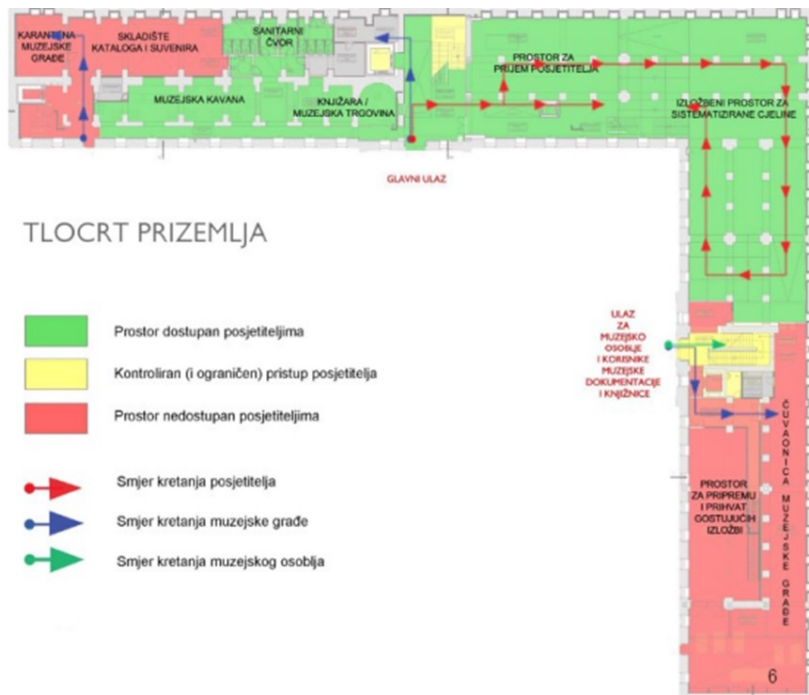 KARANTENA
MUZEJSKE
GRAĐE
SKLADIŠTE
KATALOGA I SUVENIRA
SANITARNI
ČVOR
MUZEJSKA KAVANA
KNJIŽARA /
MUZEJSKA TRGOVINA
PROSTOR ZA
PRIJEM POSJETITELJA
IZLOŽBENI PROSTOR ZA
SISTEMATIZIRANE CJELINE
GLAVNI ULAZ
TLOCRT PRIZEMLJA
Prostor dostupan posjetiteljima
Kontroliran (i ograničen) pristup posjetitelja
Prostor nedostupan posjetiteljima
Smjer kretanja posjetitelja
Smjer kretanja muzejske građe
Smjer kretanja muzejskog osoblja
ULAZ
ZA
MUZEJSKO
OSOBLJE
I KORISNIKE
MUZEJSKE
DOKUMENTACIJE
I KNJIŽNICE
PROSTOR
ZA PRIPREMU
I PRIHVAT
GOSTUJUĆIH
IZLOŽBI
ČUVAONICA MUZEJSKE GRAĐE
6